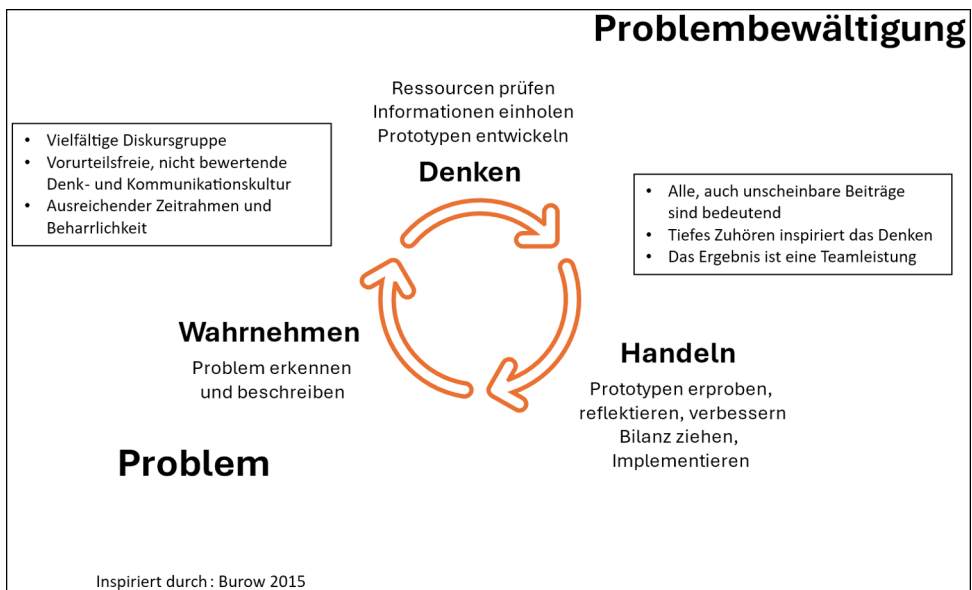 Problembewältigung
Ressourcen prüfen
Informationen einholen
Prototypen entwickeln
Denken
• Vielfältige Diskursgruppe
• Vorurteilsfreie, nicht bewertende
Denk- und Kommunikationskultur
• Ausreichender Zeitrahmen und
Beharrlichkeit
• Alle, auch unscheinbare Beiträge
sind bedeutend
• Tiefes Zuhören inspiriert das Denken
• Das Ergebnis ist eine Teamleistung
Wahrnehmen
Problem erkennen
und beschreiben
Handeln
Prototypen erproben,
reflektieren, verbessern
Bilanz ziehen,
Implementieren
Problem
Inspiriert durch: Burow 2015